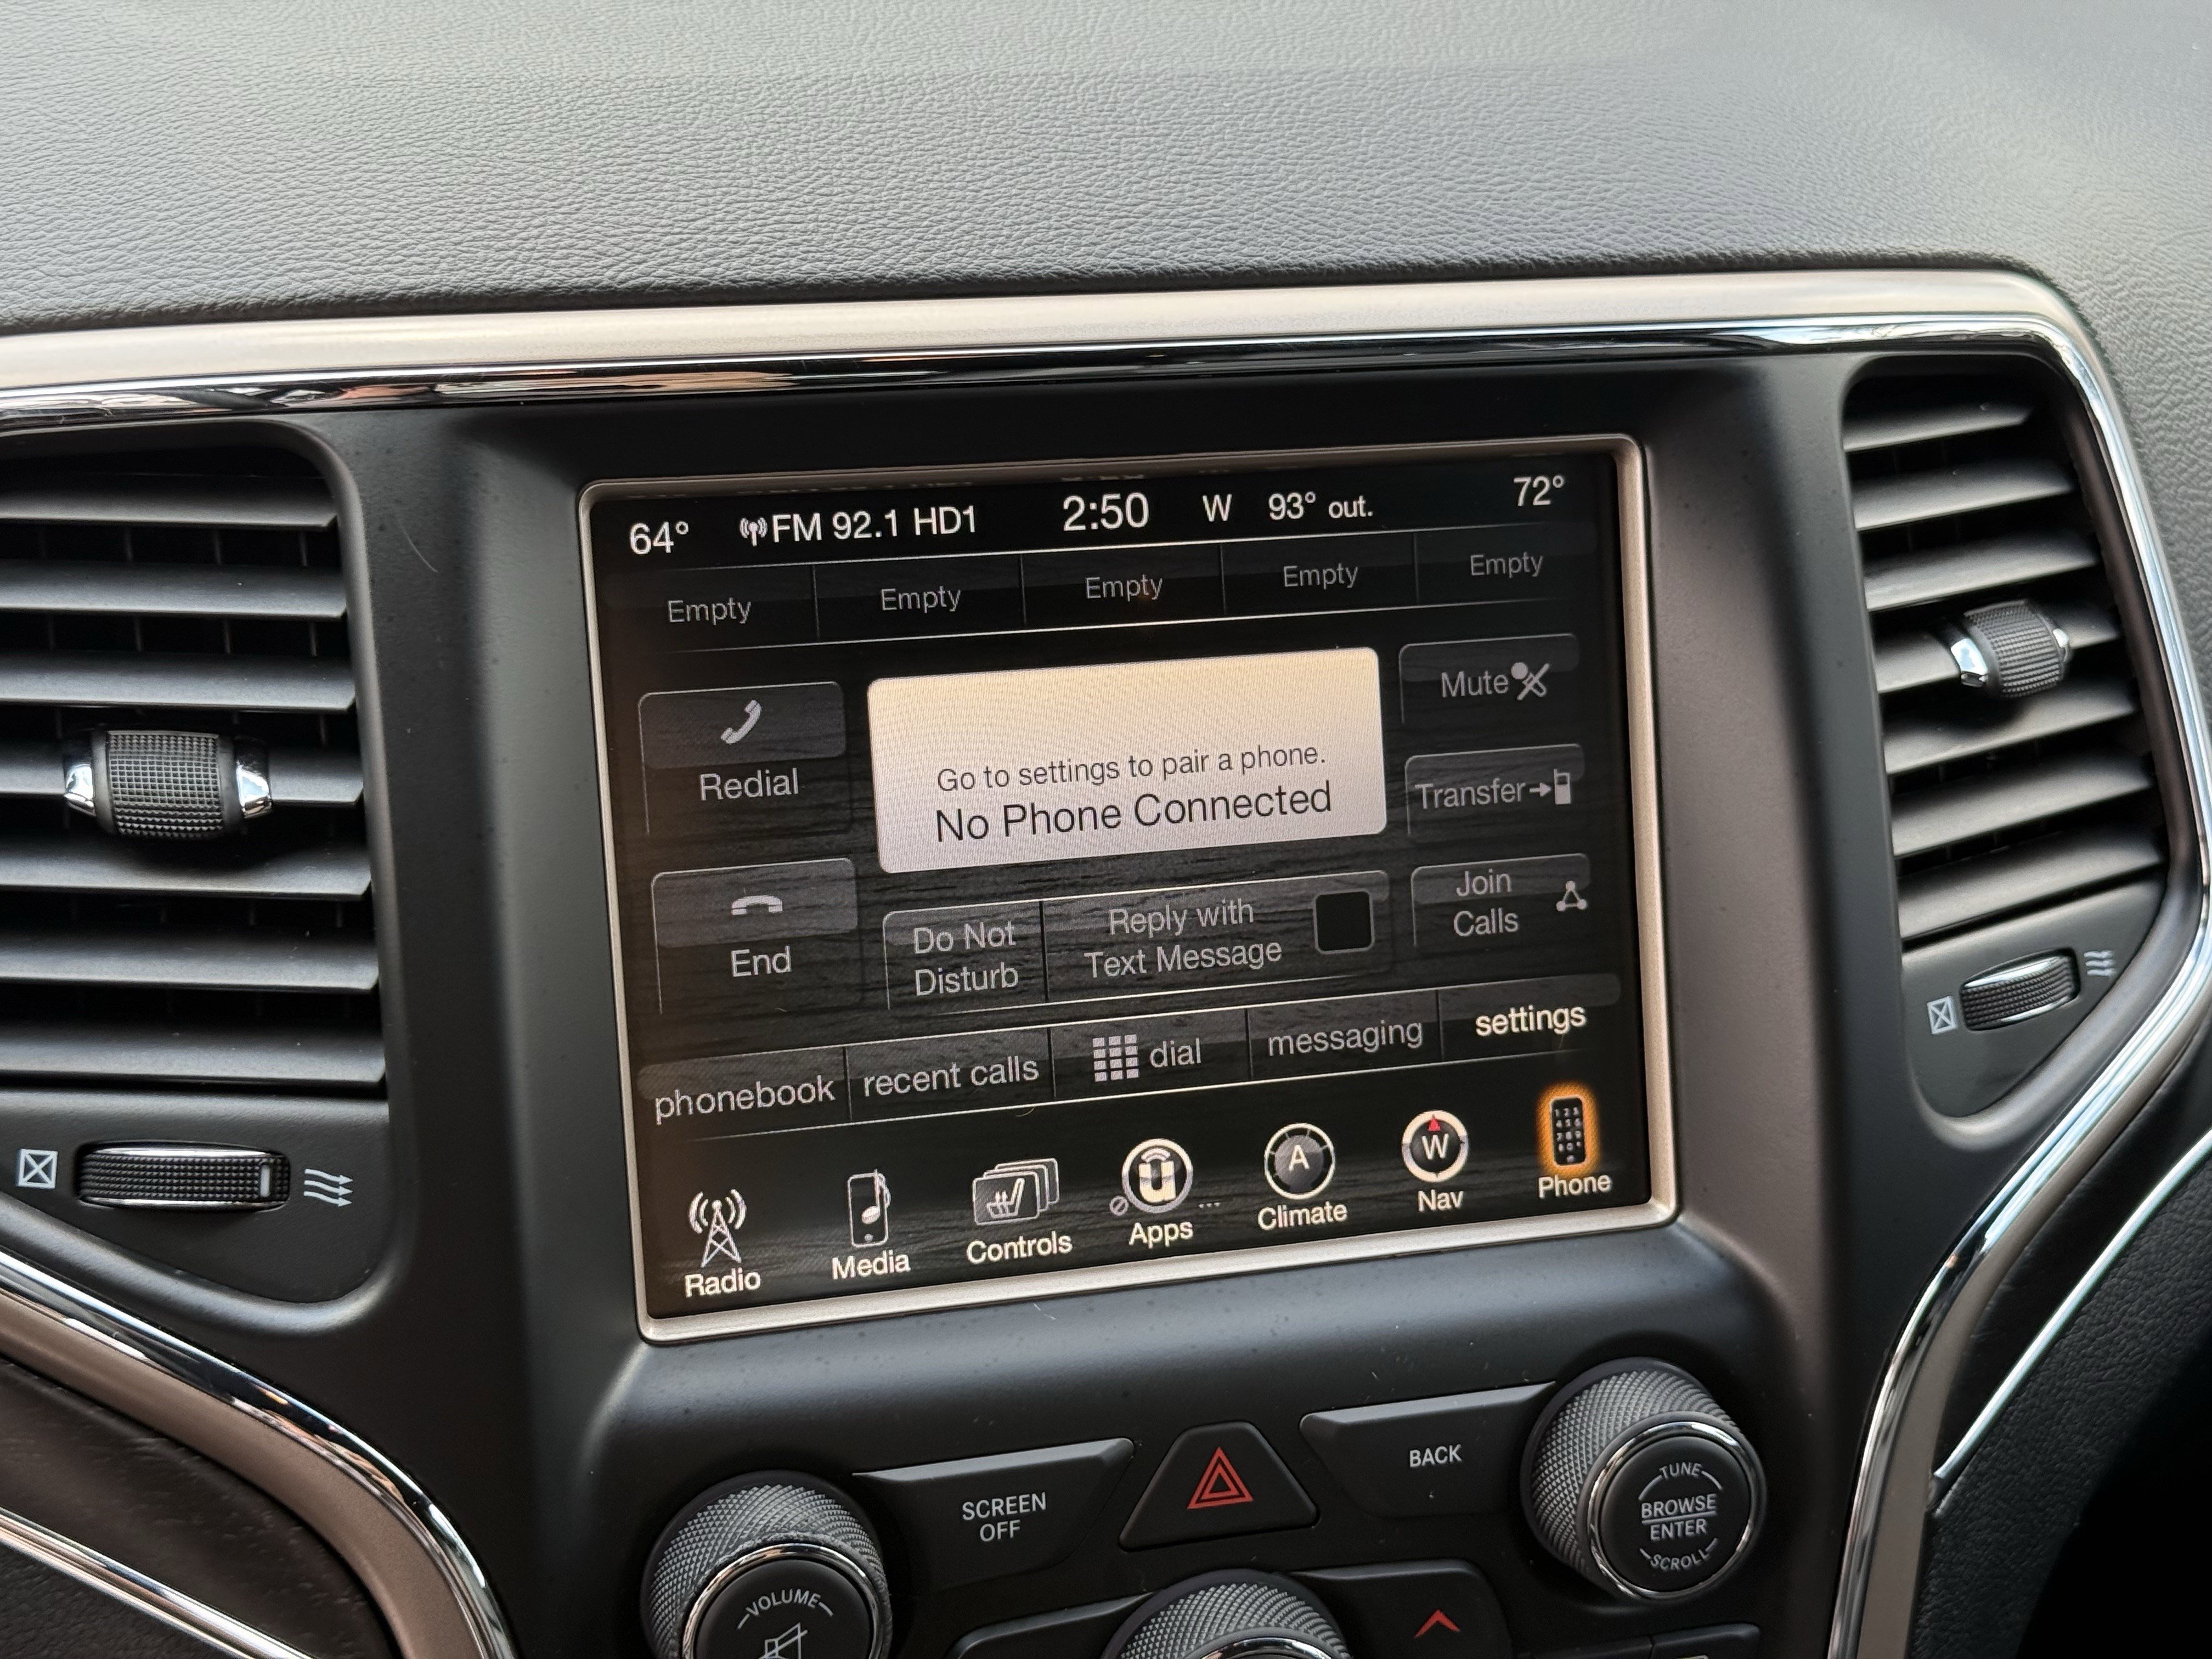 64° FM 92.1 HD1 2:50 W 93° out. 72°
Empty Empty Empty Empty Empty
Redial
Go to settings to pair a phone.
No Phone Connected
Mute
Transfer
End
Do Not
Disturb
Reply with
Text Message
Join
Calls
phonebook recent calls dial messaging settings
Radio Media Controls Apps Climate Nav Phone
u
A
W
SCREEN
OFF
BACK
TUNE
BROWSE
ENTER
SCROLL
VOLUME